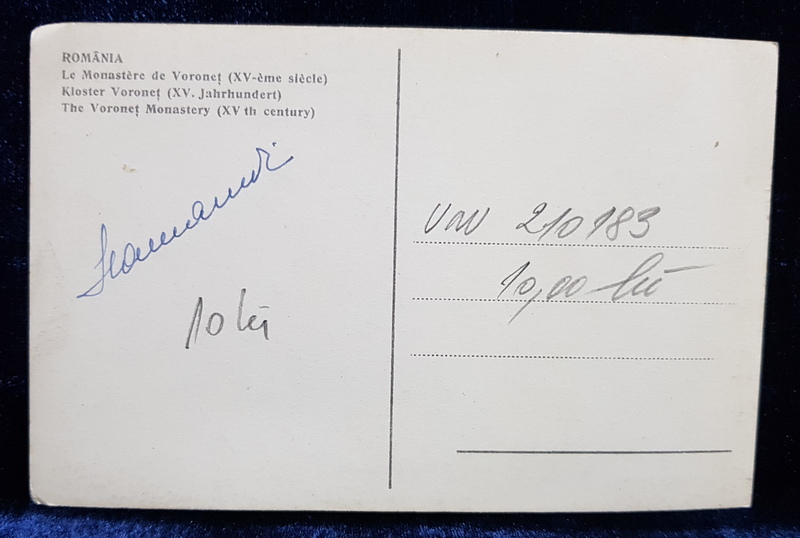 ROMÂNIA
Le Monastère de Voroneț (XV-ème siècle)
Kloster Voroneț (XV. Jahrhundert)
The Voroneț Monastery (XV th century)
10 lei
210183
10,00 lei